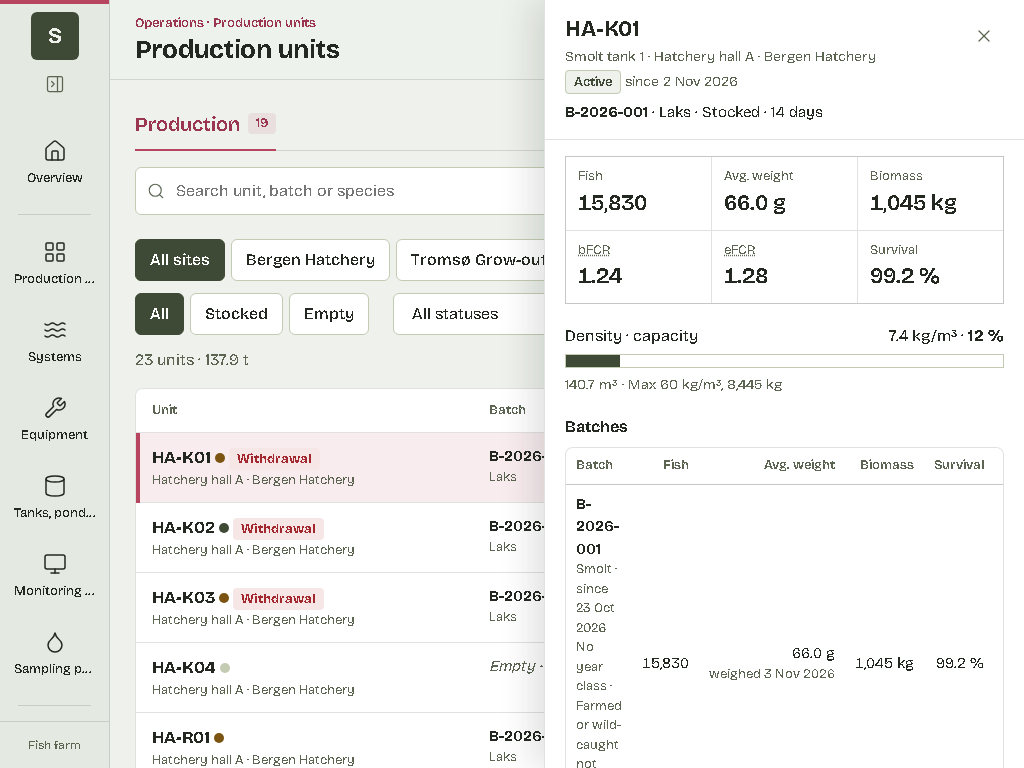 S
Overview
Production ...
Systems
Equipment
Tanks, pond...
Monitoring ...
Sampling p...
Fish farm
Operations · Production units
Production units
Production 19
Search unit, batch or species
All sites
Bergen Hatchery
Tromsø Grow-out
All
Stocked
Empty
All statuses
23 units · 137.9 t
Unit Batch
HA-K01 Withdrawal B-2026-
Hatchery hall A · Bergen Hatchery Laks
HA-K02 Withdrawal B-2026-
Hatchery hall A · Bergen Hatchery Laks
HA-K03 Withdrawal B-2026-
Hatchery hall A · Bergen Hatchery Laks
HA-K04 Empty ·
Hatchery hall A · Bergen Hatchery
HA-R01 B-2026-
Hatchery hall A · Bergen Hatchery Laks
HA-K01
Smolt tank 1 · Hatchery hall A · Bergen Hatchery
Active since 2 Nov 2026
B-2026-001 · Laks · Stocked · 14 days
Fish Avg. weight Biomass
15,830 66.0 g 1,045 kg
bFCR eFCR Survival
1.24 1.28 99.2 %
Density · capacity 7.4 kg/m³ · 12 %
140.7 m³ · Max 60 kg/m³, 8,445 kg
Batches
Batch Fish Avg. weight Biomass Survival
B-
2026-
001
Smolt ·
since
23 Oct
2026
No
year
class ·
Farmed
or wild-
caught
not
15,830 66.0 g 1,045 kg 99.2 %
weighed 3 Nov 2026